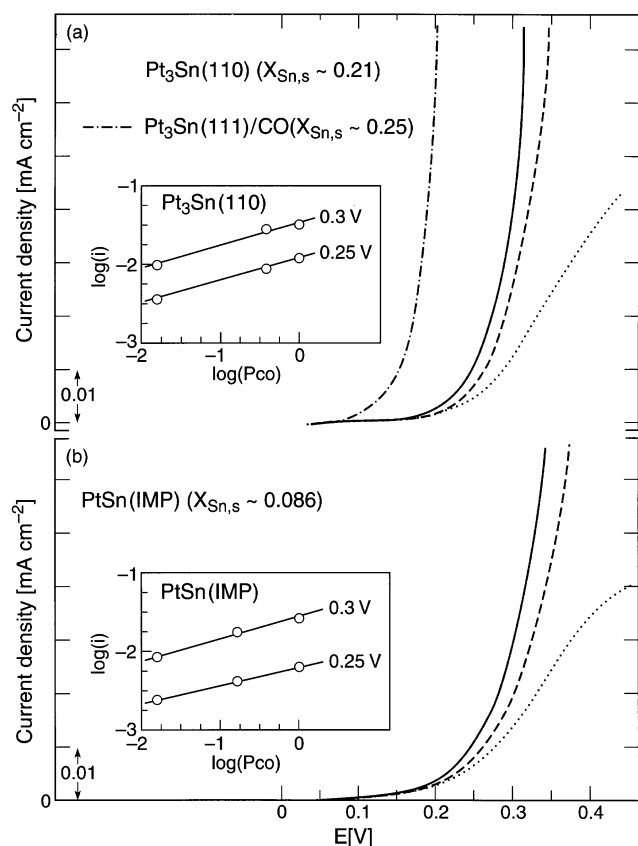 (a)
Pt₃Sn(110) (X_Sn,s ~ 0.21)
Pt₃Sn(111)/CO(X_Sn,s ~ 0.25)
Current density [mA cm⁻²]
0.01
0
Pt₃Sn(110)
0.3 V
0.25 V
log(i)
−1
−2
−3
−2 −1 0
log(Pco)
(b)
PtSn(IMP) (X_Sn,s ~ 0.086)
Current density [mA cm⁻²]
0.01
0
PtSn(IMP)
0.3 V
0.25 V
log(i)
−1
−2
−3
−2 −1 0
log(Pco)
0 0.1 0.2 0.3 0.4
E[V]